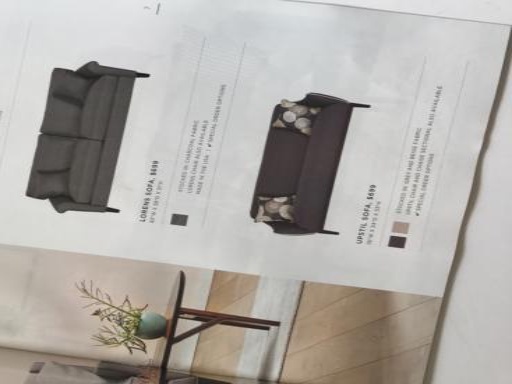 LORENS SOFA, $699
STOCKED IN CHARCOAL FABRIC
LORENS CHAIR ALSO AVAILABLE
MADE IN THE USA | SPECIAL ORDER OPTIONS
UPSTIL SOFA, $699
STOCKED IN GREY AND BEIGE FABRIC
UPSTIL CHAIR AND CHAISE SECTIONAL ALSO AVAILABLE
SPECIAL ORDER OPTIONS